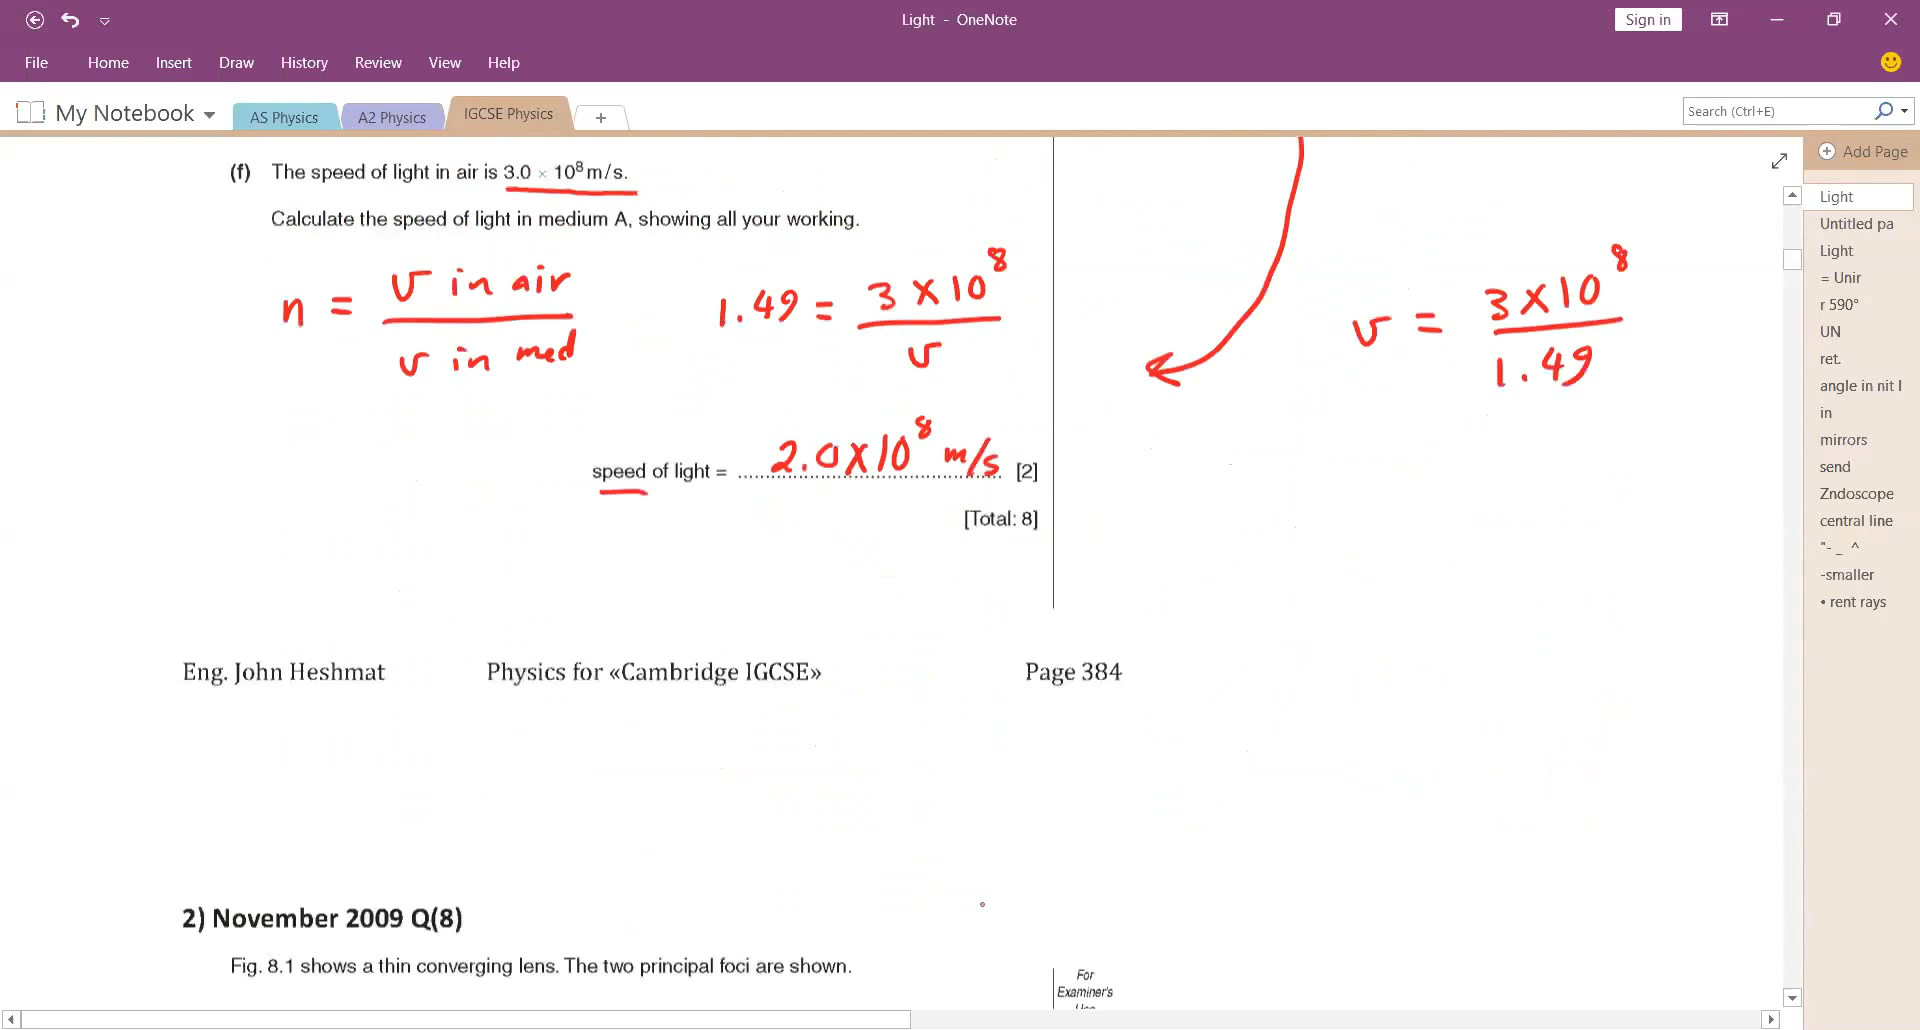 Light - OneNote
Sign in
File Home Insert Draw History Review View Help
My Notebook AS Physics A2 Physics IGCSE Physics +
Search (Ctrl+E)
Add Page
Light
Untitled pa
Light
= Unir
r 590°
UN
ret.
angle in nit I
in
mirrors
send
Zndoscope
central line
"- _ ^
-smaller
• rent rays
(f) The speed of light in air is 3.0 × 10⁸ m/s.
Calculate the speed of light in medium A, showing all your working.
n = v in air / v in med
1.49 = 3 × 10⁸ / v
v = 3 × 10⁸ / 1.49
speed of light = 2.0 × 10⁸ m/s [2]
[Total: 8]
Eng. John Heshmat Physics for «Cambridge IGCSE» Page 384
2) November 2009 Q(8)
Fig. 8.1 shows a thin converging lens. The two principal foci are shown.
For
Examiner's
Use